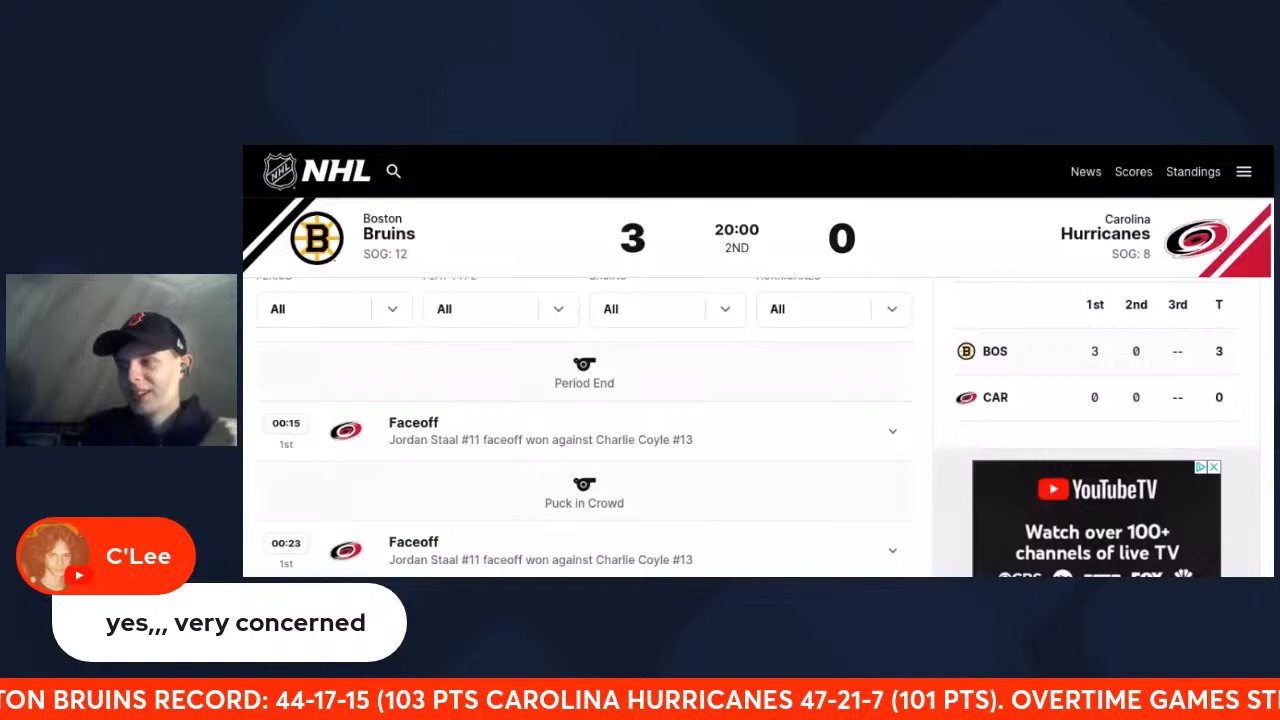 NHL
NHL
News Scores Standings
Boston
Bruins
SOG: 12
3
20:00
2ND
0
Carolina
Hurricanes
SOG: 8
All
All
All
All
Period End
00:15
1st
Faceoff
Jordan Staal #11 faceoff won against Charlie Coyle #13
Puck in Crowd
00:23
1st
Faceoff
Jordan Staal #11 faceoff won against Charlie Coyle #13
1st 2nd 3rd T
BOS 3 0 -- 3
CAR 0 0 -- 0
YouTubeTV
Watch over 100+
channels of live TV
C'Lee
yes,,, very concerned
TON BRUINS RECORD: 44-17-15 (103 PTS CAROLINA HURRICANES 47-21-7 (101 PTS). OVERTIME GAMES ST